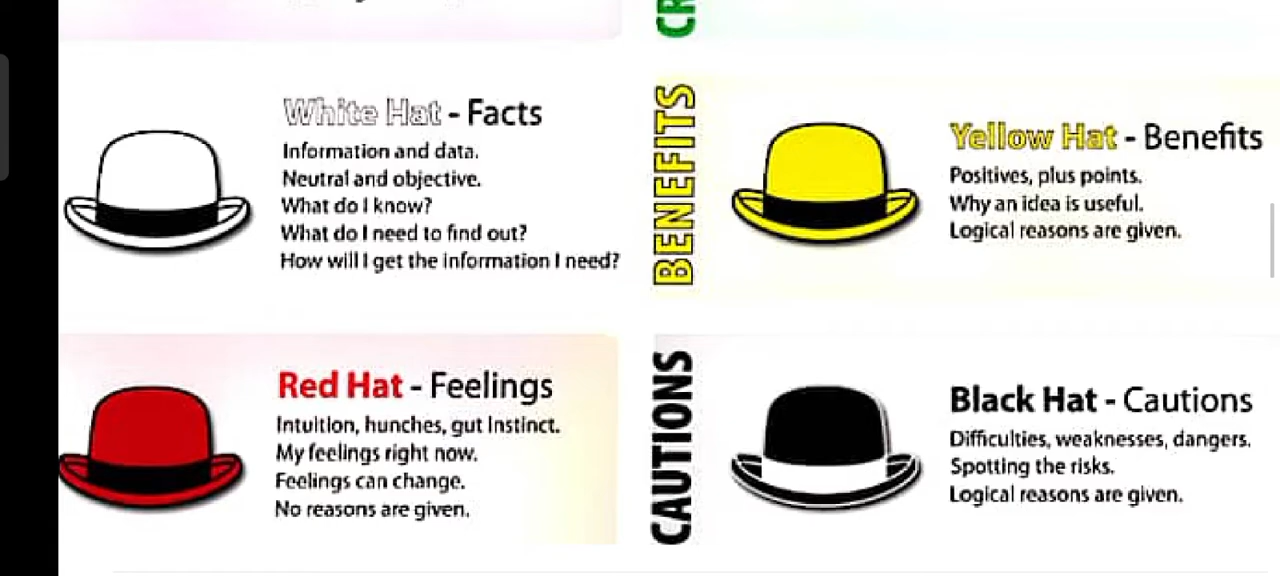 CR
White Hat - Facts
Information and data.
Neutral and objective.
What do I know?
What do I need to find out?
How will I get the information I need?
BENEFITS
Yellow Hat - Benefits
Positives, plus points.
Why an idea is useful.
Logical reasons are given.
Red Hat - Feelings
Intuition, hunches, gut instinct.
My feelings right now.
Feelings can change.
No reasons are given.
CAUTIONS
Black Hat - Cautions
Difficulties, weaknesses, dangers.
Spotting the risks.
Logical reasons are given.